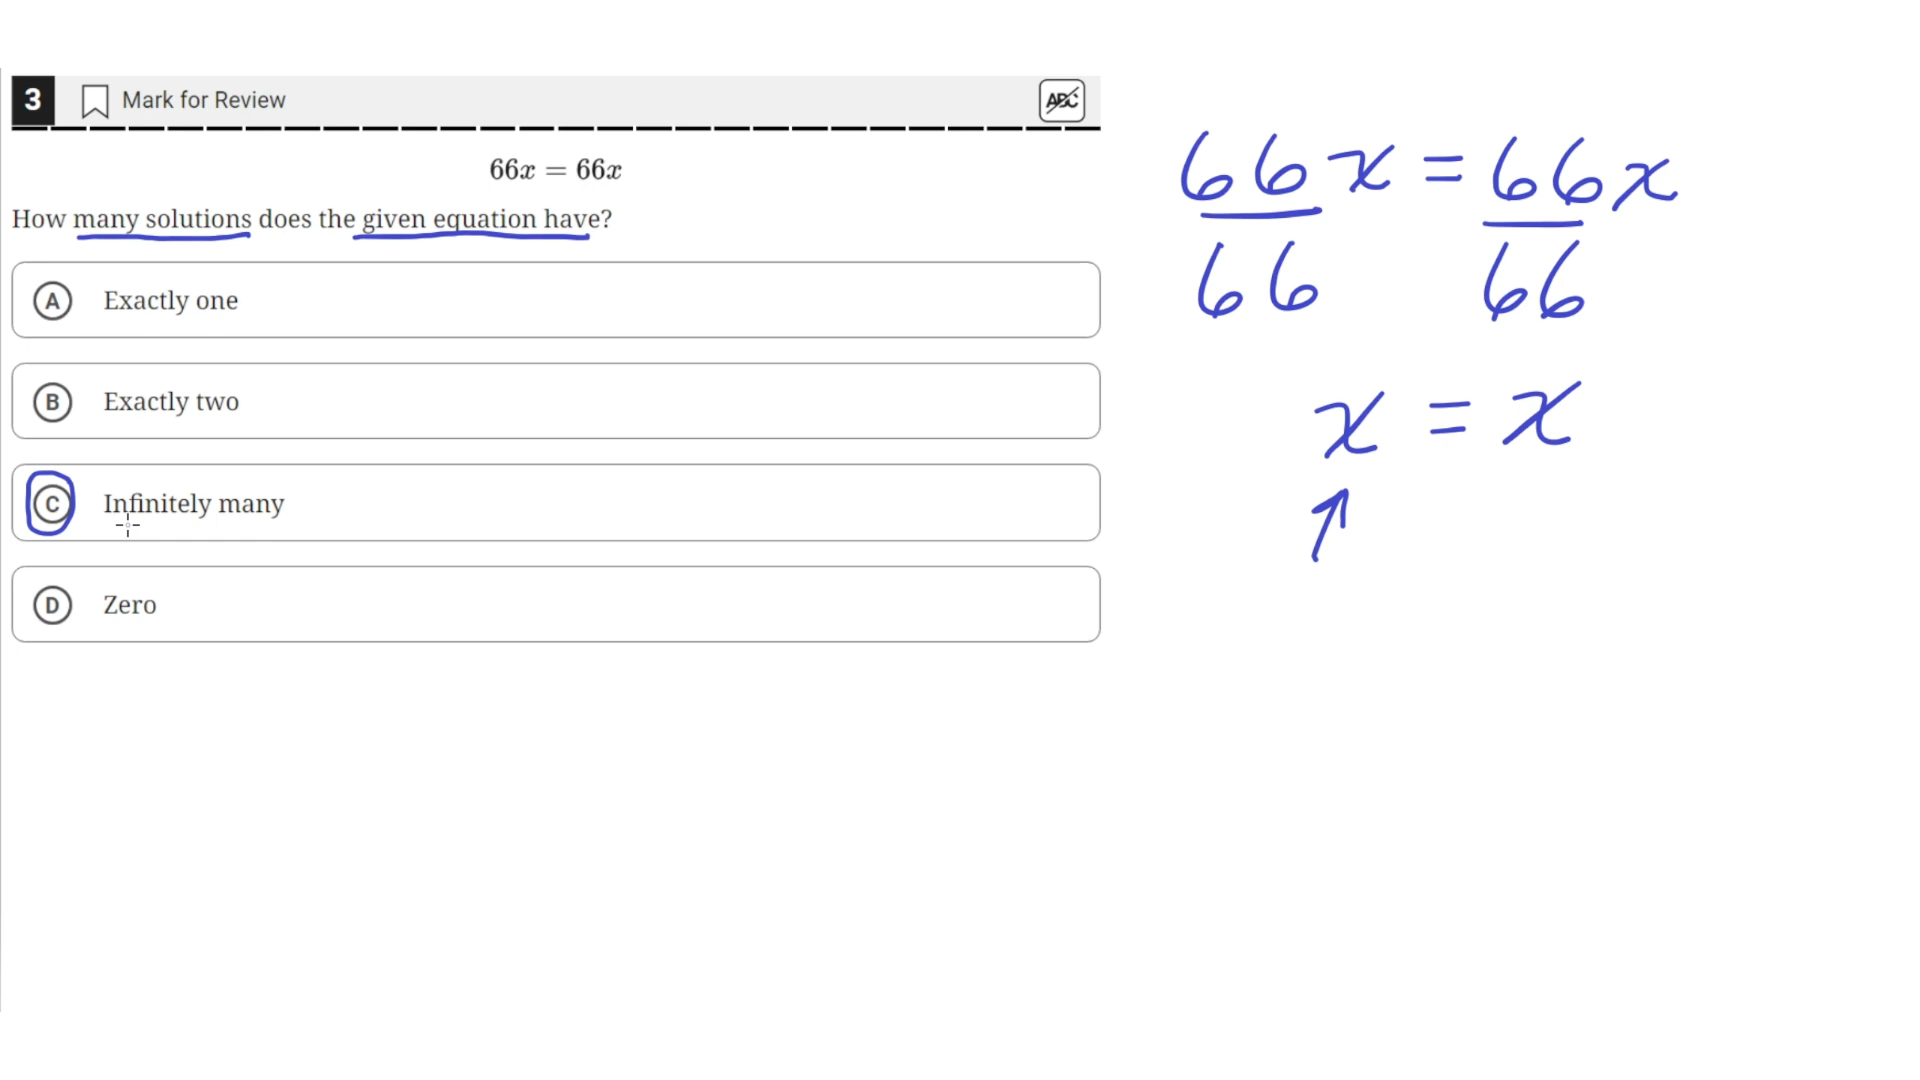 3 Mark for Review ABC
66x = 66x
How many solutions does the given equation have?
A Exactly one
B Exactly two
C Infinitely many
D Zero
66x = 66x
66 66
x = x